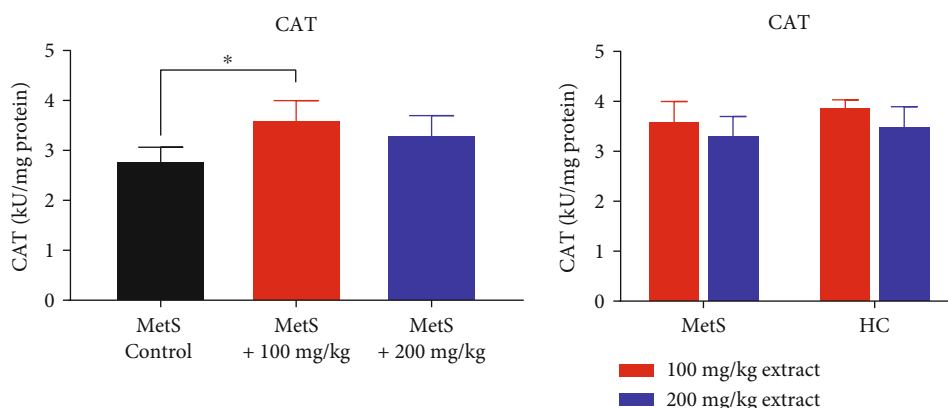 CAT
CAT (kU/mg protein)
5
4
3
2
1
0
*
MetS
Control
MetS
+ 100 mg/kg
MetS
+ 200 mg/kg
CAT
CAT (kU/mg protein)
5
4
3
2
1
0
MetS
HC
100 mg/kg extract
200 mg/kg extract